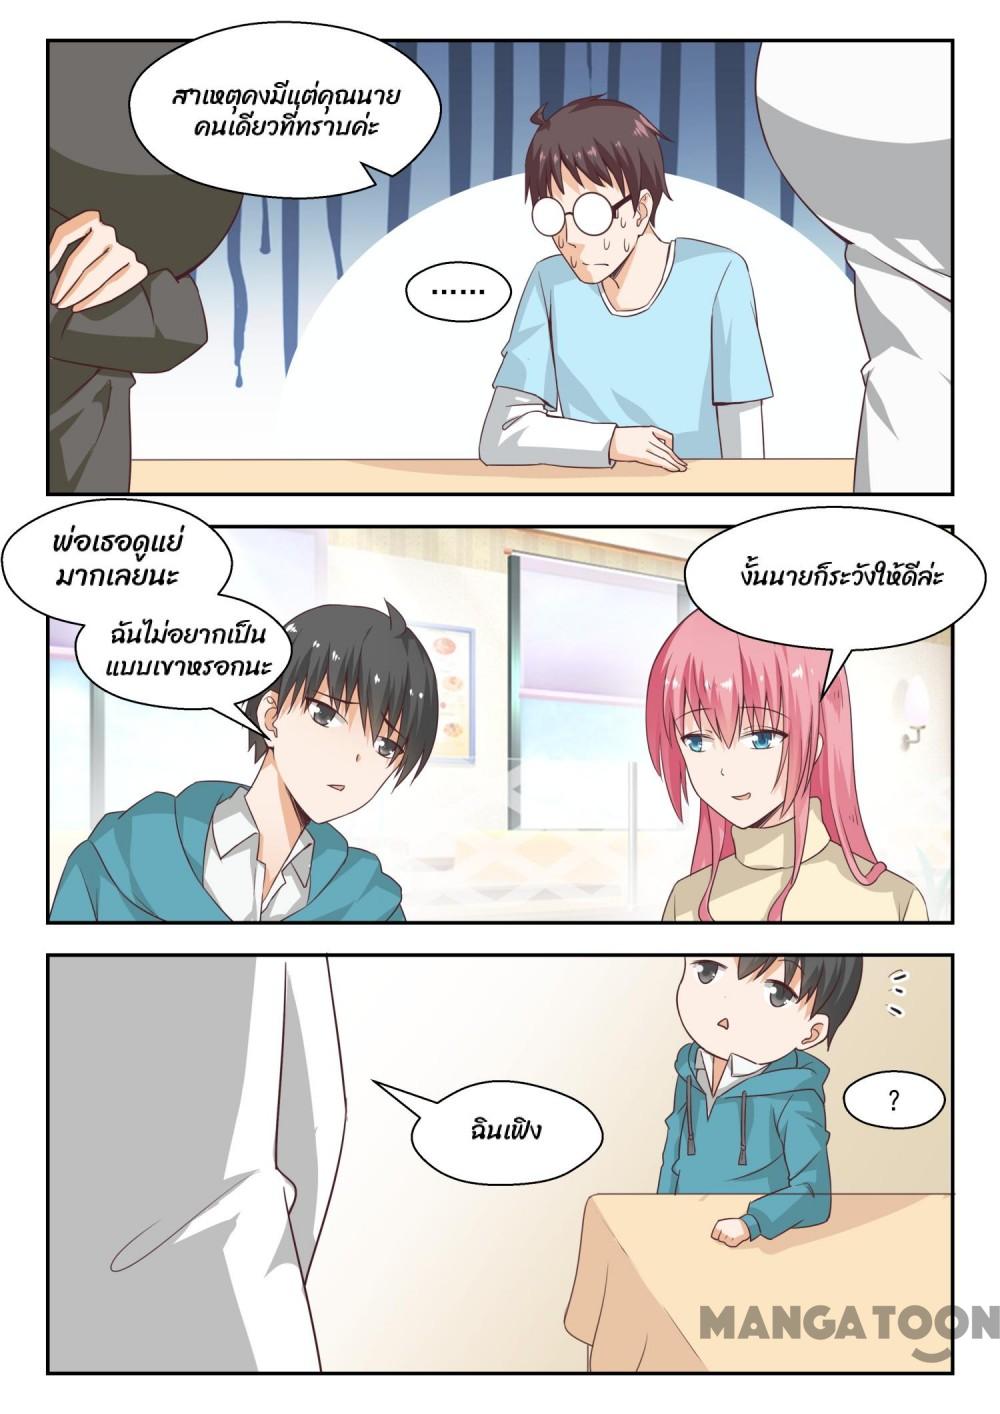 สาเหตุคงมีแต่คุณนาย
คนเดียวที่ทราบค่ะ
......
พ่อเธอดูแย่
มากเลยนะ
ฉันไม่อยากเป็น
แบบเขาหรอกนะ
งั้นนายก็ระวังให้ดีล่ะ
ฉินเฟิง
?
MANGATOON